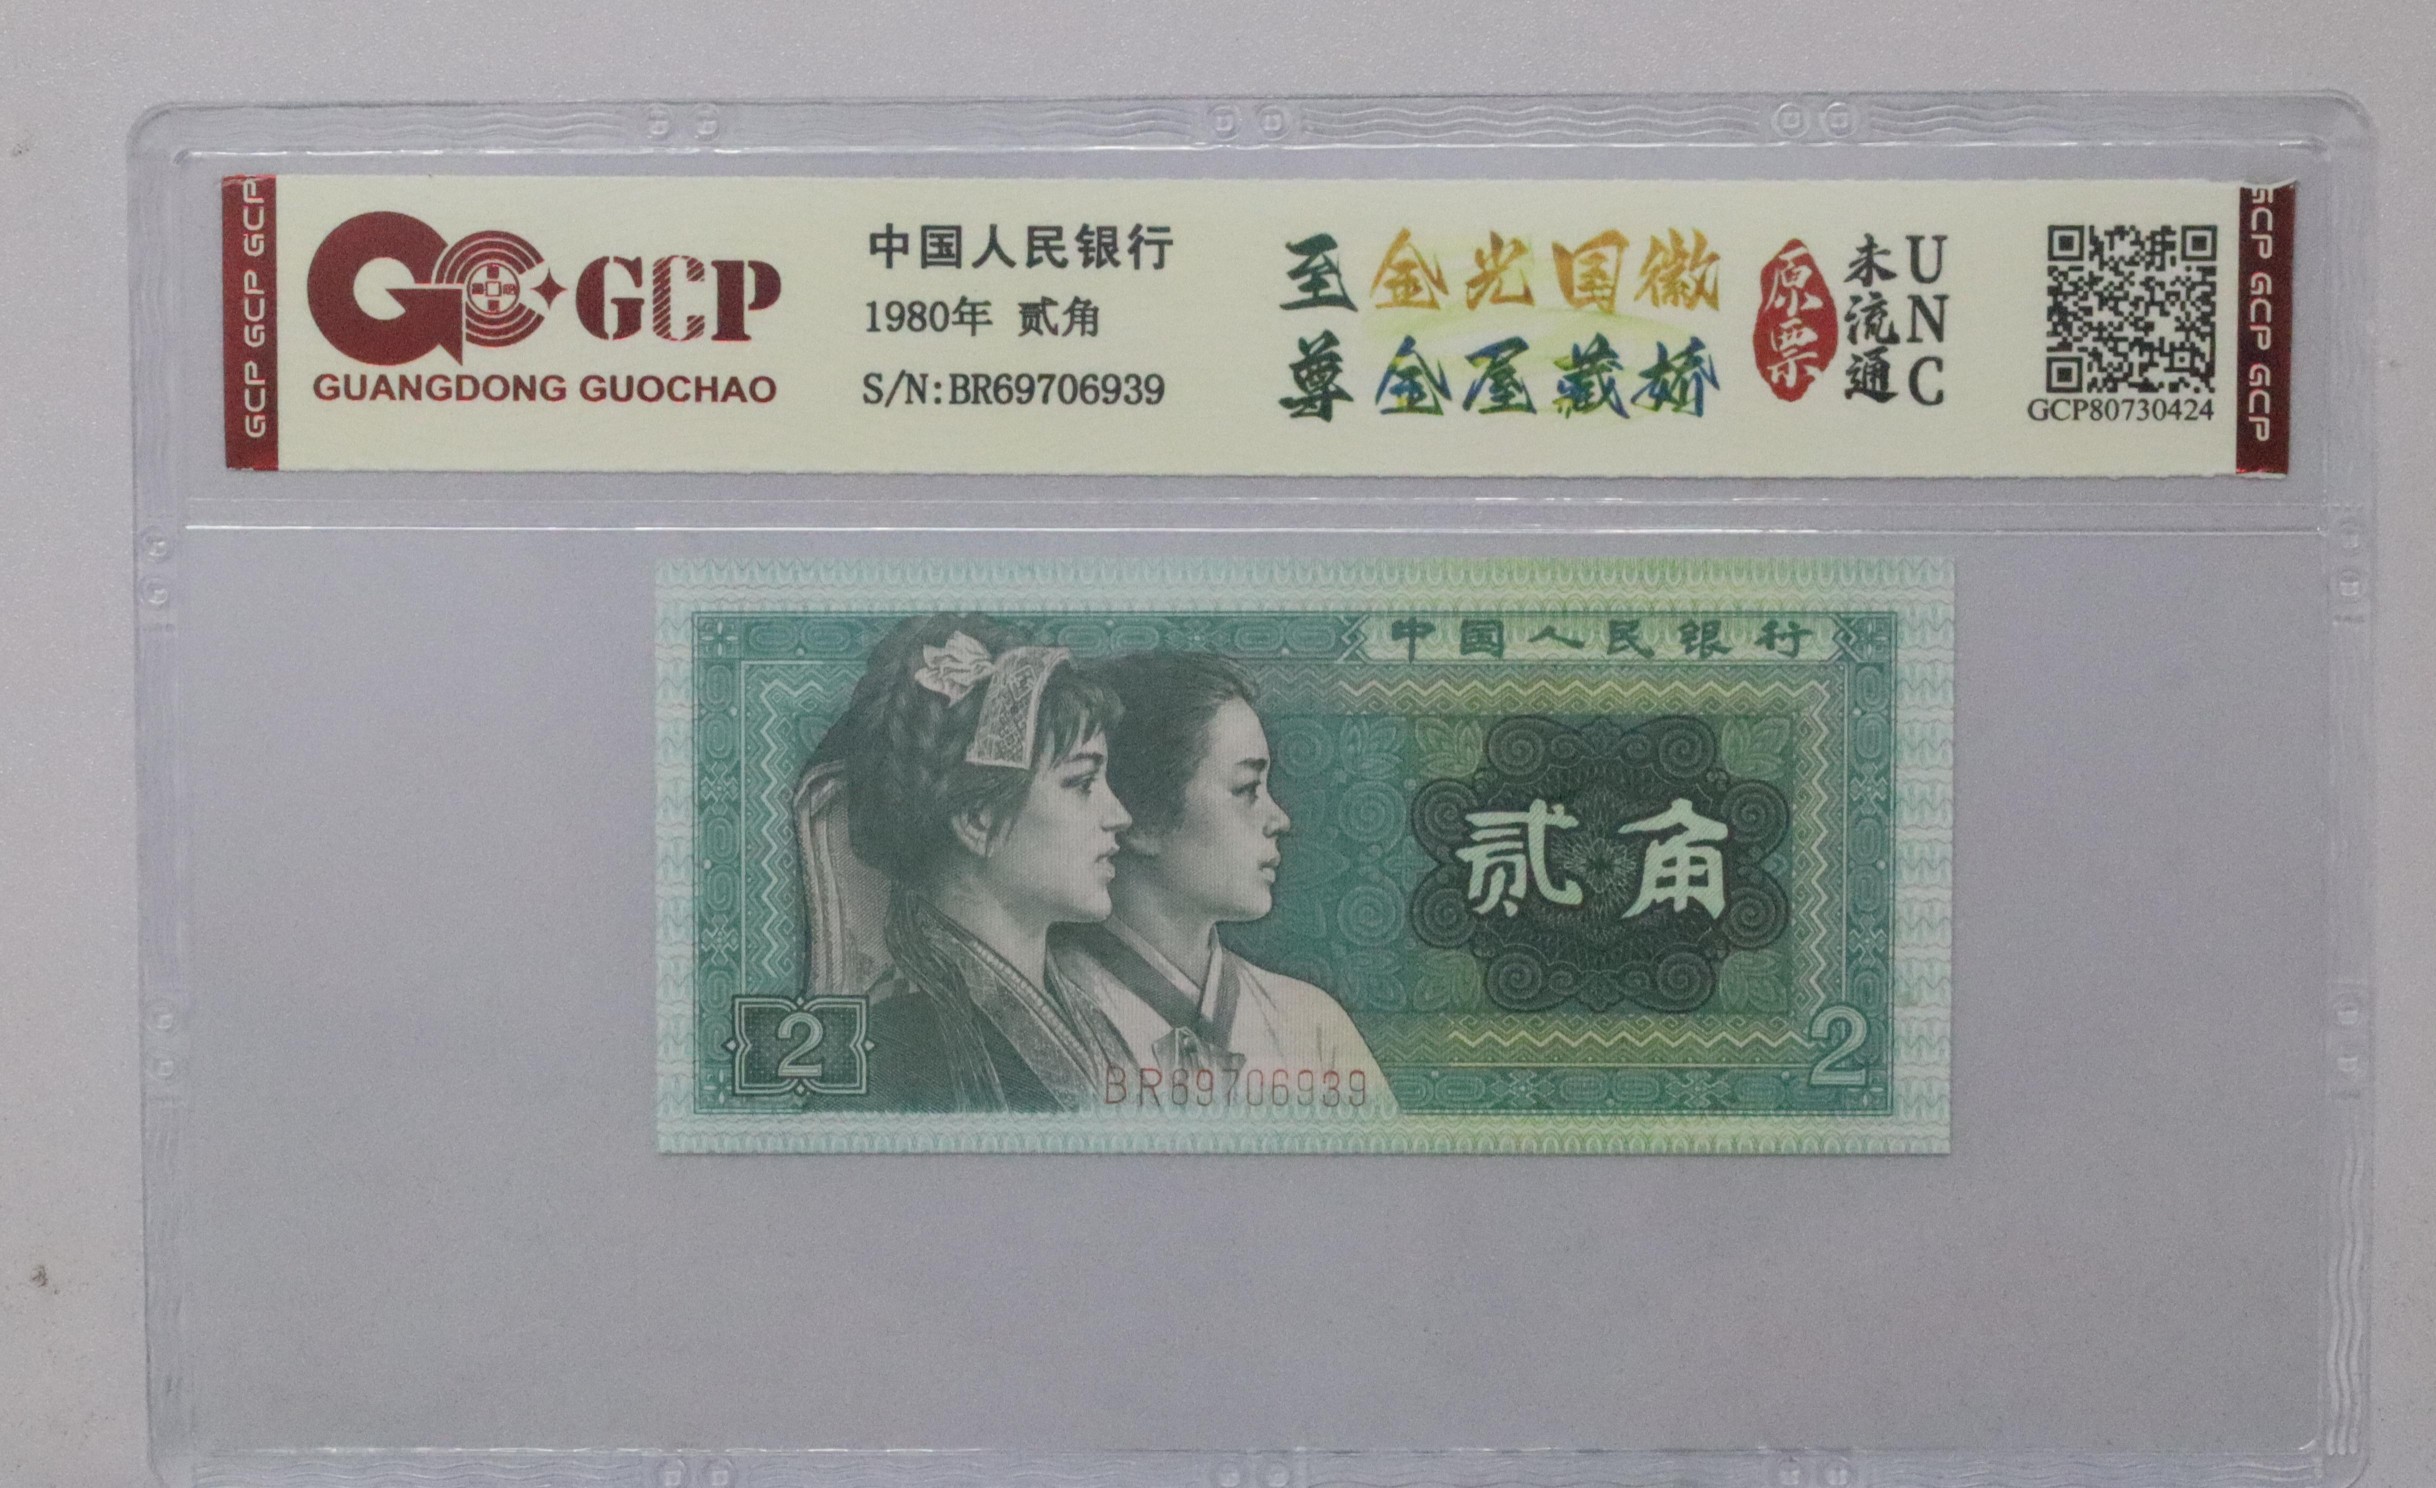 GCP GCP GCP
GCP
GUANGDONG GUOCHAO
中国人民银行
1980年 贰角
S/N:BR69706939
至尊
金光国徽
金屋藏娇
原票
未流通
UNC
GCP80730424
GCP GCP GCP
中国人民银行
贰角
2
2
BR69706939